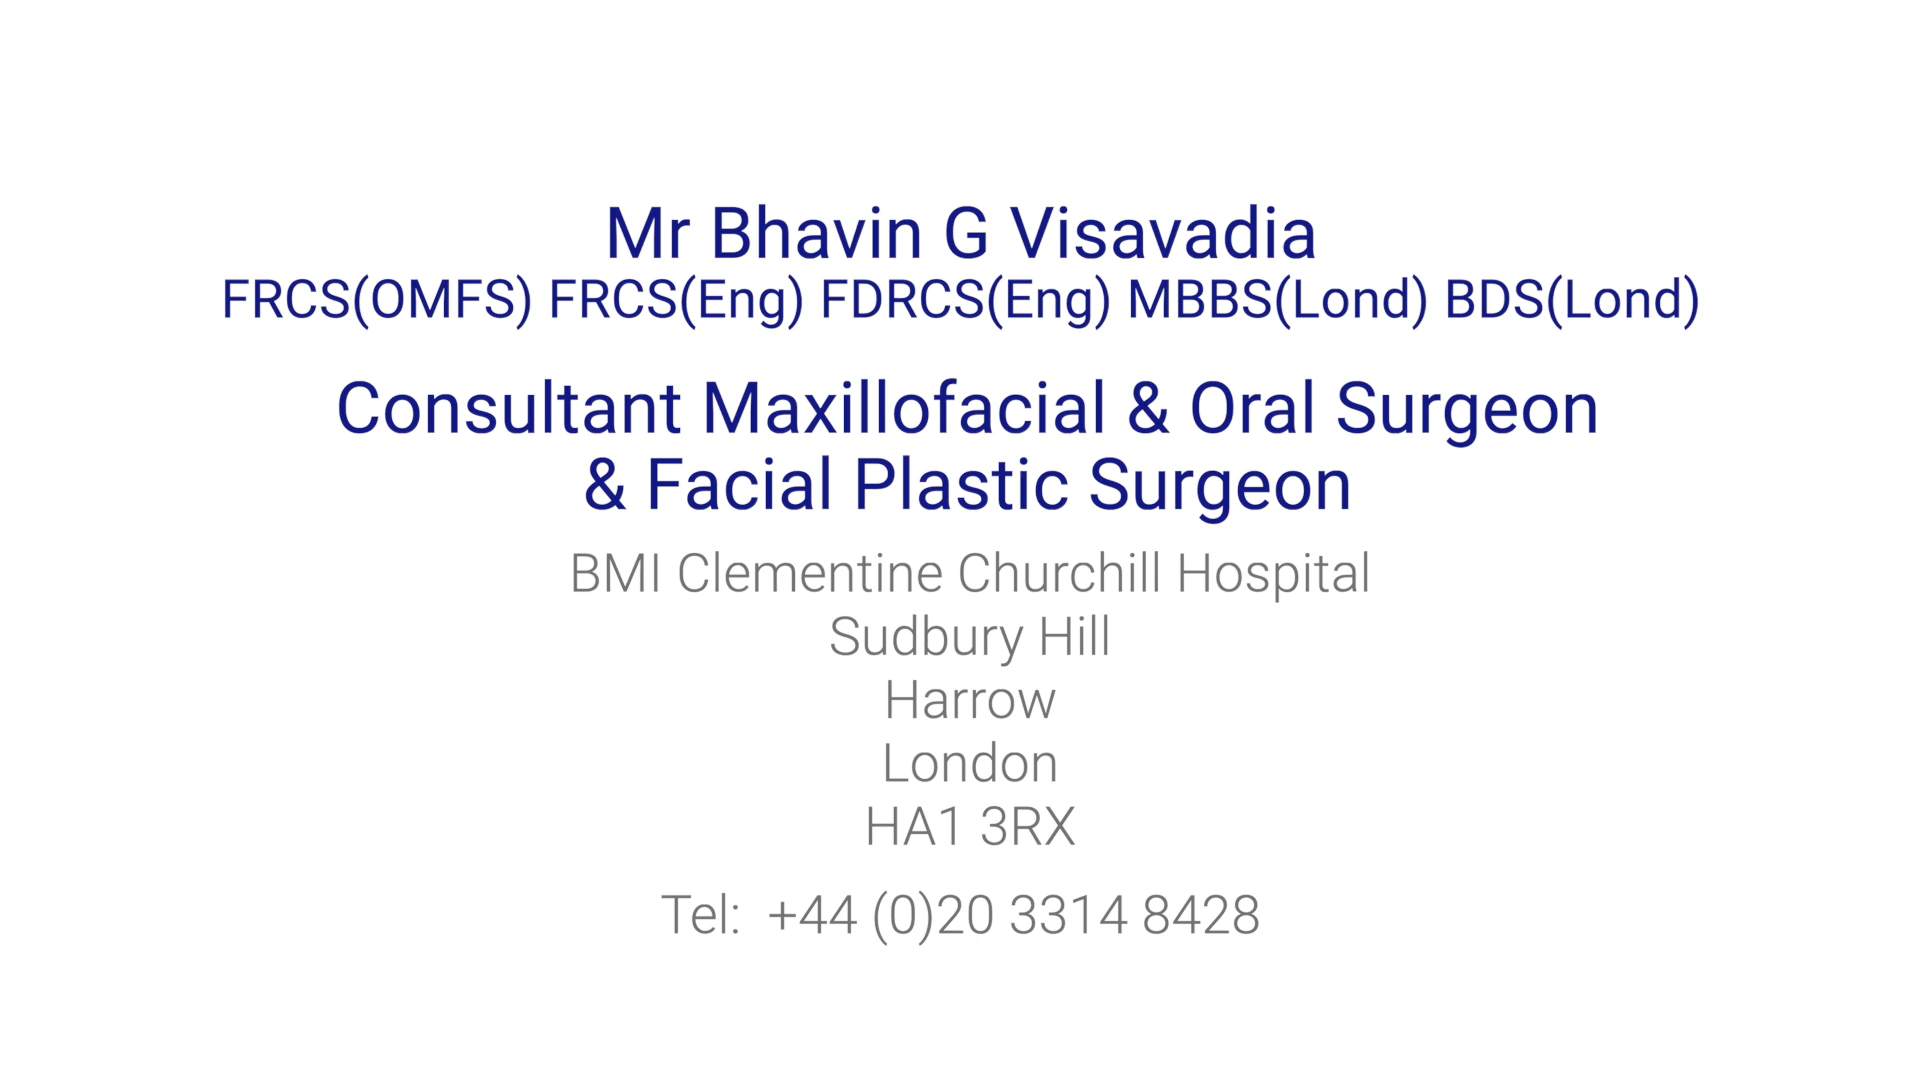 Mr Bhavin G Visavadia
FRCS(OMFS) FRCS(Eng) FDRCS(Eng) MBBS(Lond) BDS(Lond)
Consultant Maxillofacial & Oral Surgeon
& Facial Plastic Surgeon
BMI Clementine Churchill Hospital
Sudbury Hill
Harrow
London
HA1 3RX
Tel:  +44 (0)20 3314 8428